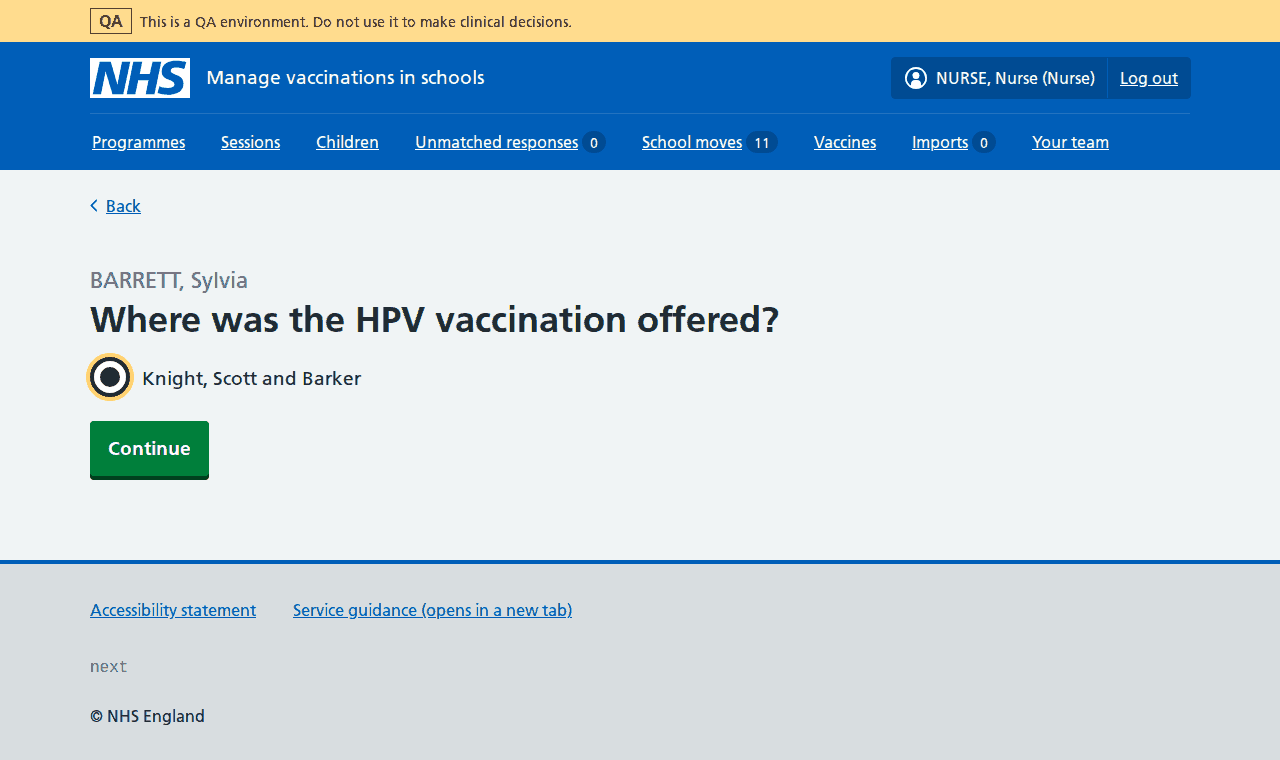 QA This is a QA environment. Do not use it to make clinical decisions.
NHS Manage vaccinations in schools NURSE, Nurse (Nurse) Log out
Programmes Sessions Children Unmatched responses 0 School moves 11 Vaccines Imports 0 Your team
Back
BARRETT, Sylvia
Where was the HPV vaccination offered?
Knight, Scott and Barker
Continue
Accessibility statement Service guidance (opens in a new tab)
next
© NHS England